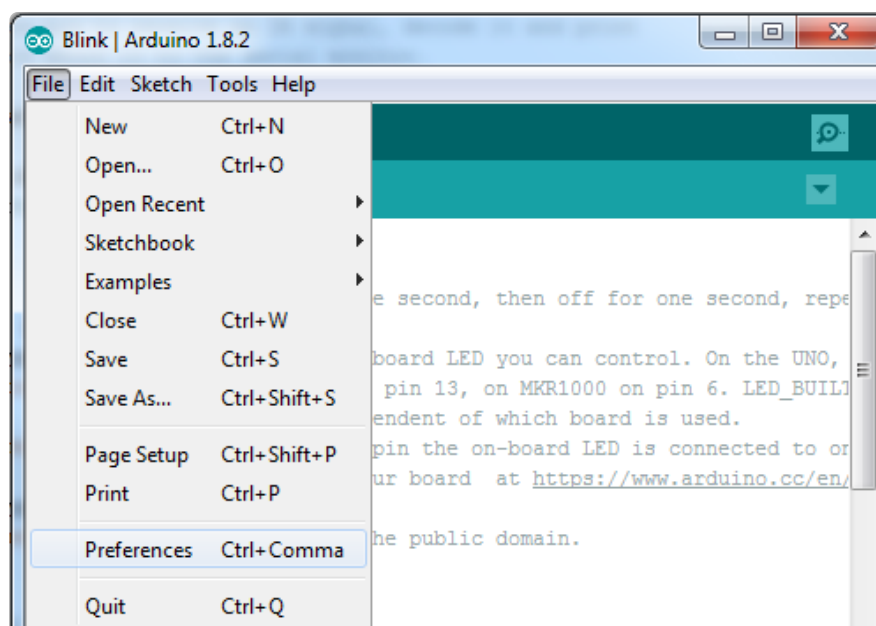 Blink | Arduino 1.8.2
File Edit Sketch Tools Help
New Ctrl+N
Open... Ctrl+O
Open Recent
Sketchbook
Examples
Close Ctrl+W
Save Ctrl+S
Save As... Ctrl+Shift+S
Page Setup Ctrl+Shift+P
Print Ctrl+P
Preferences Ctrl+Comma
Quit Ctrl+Q
e second, then off for one second, repe
board LED you can control. On the UNO,
pin 13, on MKR1000 on pin 6. LED_BUILT
endent of which board is used.
pin the on-board LED is connected to on
ur board at https://www.arduino.cc/en/
he public domain.